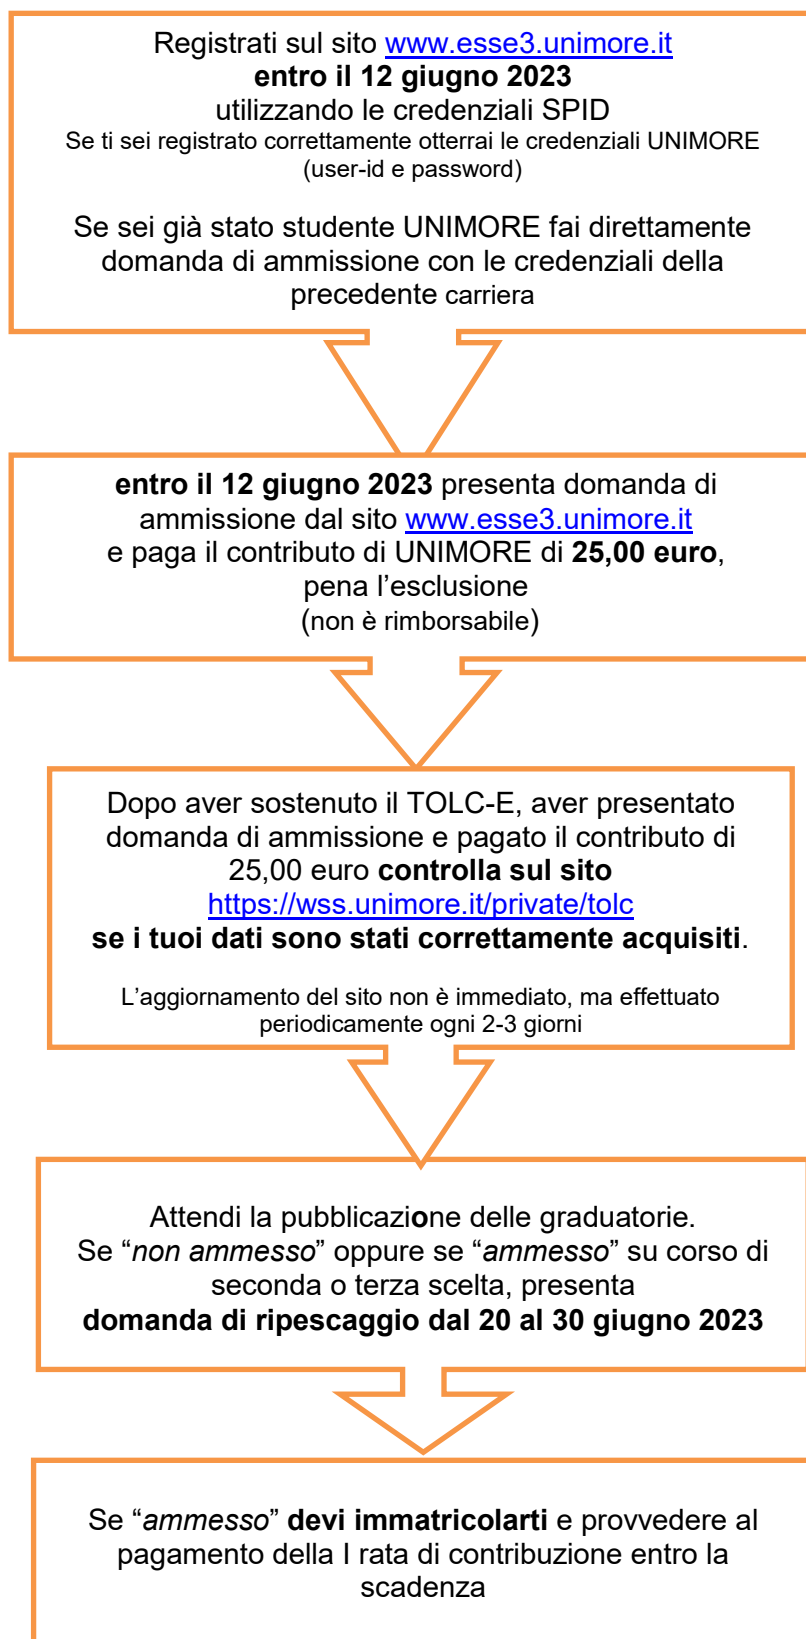 Registrati sul sito www.esse3.unimore.it
entro il 12 giugno 2023
utilizzando le credenziali SPID
Se ti sei registrato correttamente otterrai le credenziali UNIMORE
(user-id e password)
Se sei già stato studente UNIMORE fai direttamente
domanda di ammissione con le credenziali della
precedente carriera
entro il 12 giugno 2023 presenta domanda di
ammissione dal sito www.esse3.unimore.it
e paga il contributo di UNIMORE di 25,00 euro,
pena l’esclusione
(non è rimborsabile)
Dopo aver sostenuto il TOLC-E, aver presentato
domanda di ammissione e pagato il contributo di
25,00 euro controlla sul sito
https://wss.unimore.it/private/tolc
se i tuoi dati sono stati correttamente acquisiti.
L’aggiornamento del sito non è immediato, ma effettuato
periodicamente ogni 2-3 giorni
Attendi la pubblicazione delle graduatorie.
Se “non ammesso” oppure se “ammesso” su corso di
seconda o terza scelta, presenta
domanda di ripescaggio dal 20 al 30 giugno 2023
Se “ammesso” devi immatricolarti e provvedere al
pagamento della I rata di contribuzione entro la
scadenza